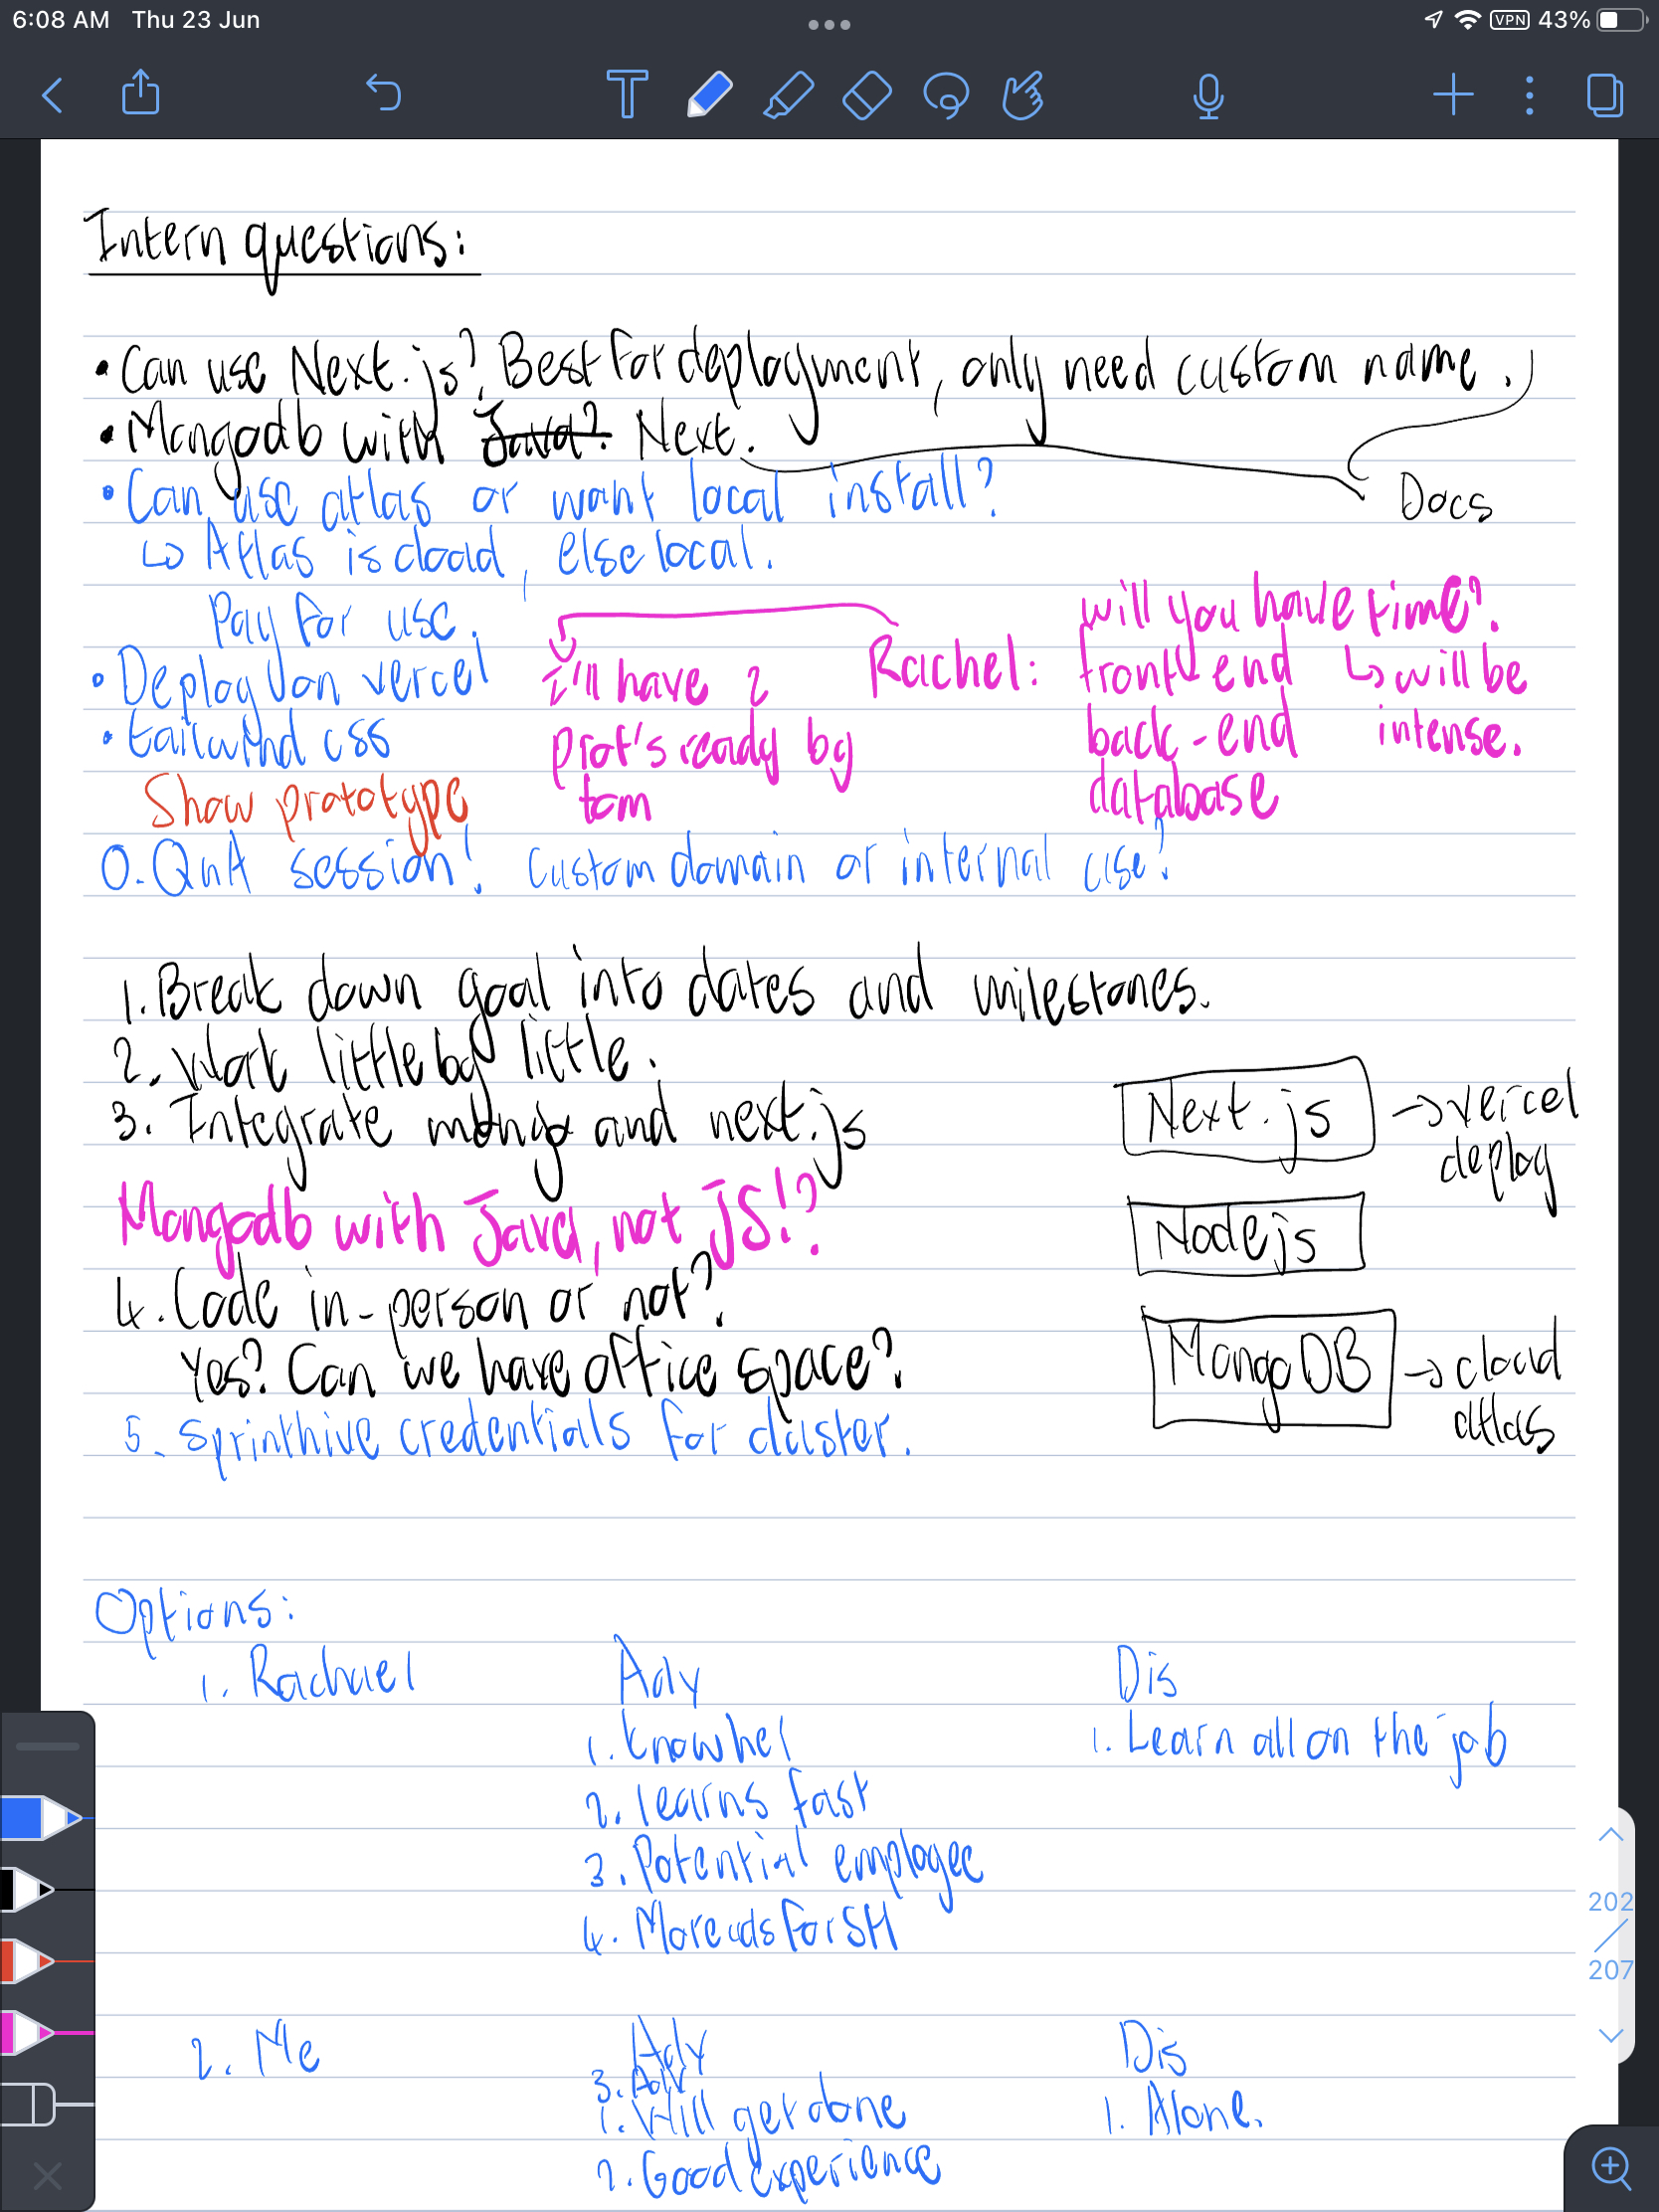 6:08 AM Thu 23 Jun
VPN 43%
Intern questions:
• Can use Next.js? Best for deployment, only need custom name.
• Mongodb with Java? Next.
Docs
• Can use atlas or want local install?
↳ Atlas is cloud, else local.
Pay for use.
• Deploy on vercel
• tailwind css
Show prototype
I'll have 2
prot's ready by
tom
Rachel:
will you have time?
front-end ↳ will be
back-end intense.
database
0. QnA session! Custom domain or internal use?
1. Break down goal into dates and milestones.
2. Work little by little.
3. Integrate mongo and next.js
Mongodb with Java, not JS!?
4. Code in-person or not?
Yes? Can we have office space?
5. Sprinthive credentials for cluster.
Next.js → vercel
deploy
Nodejs
MongoDB → cloud
atlas
Options:
1. Rachael Adv Dis
1. Know her 1. Learn all on the job
2. learns fast
3. Potential employee
4. More ads for SH
2. Me Adv Dis
3. Adv
1. Will get done 1. Alone.
2. Good experience
202
207